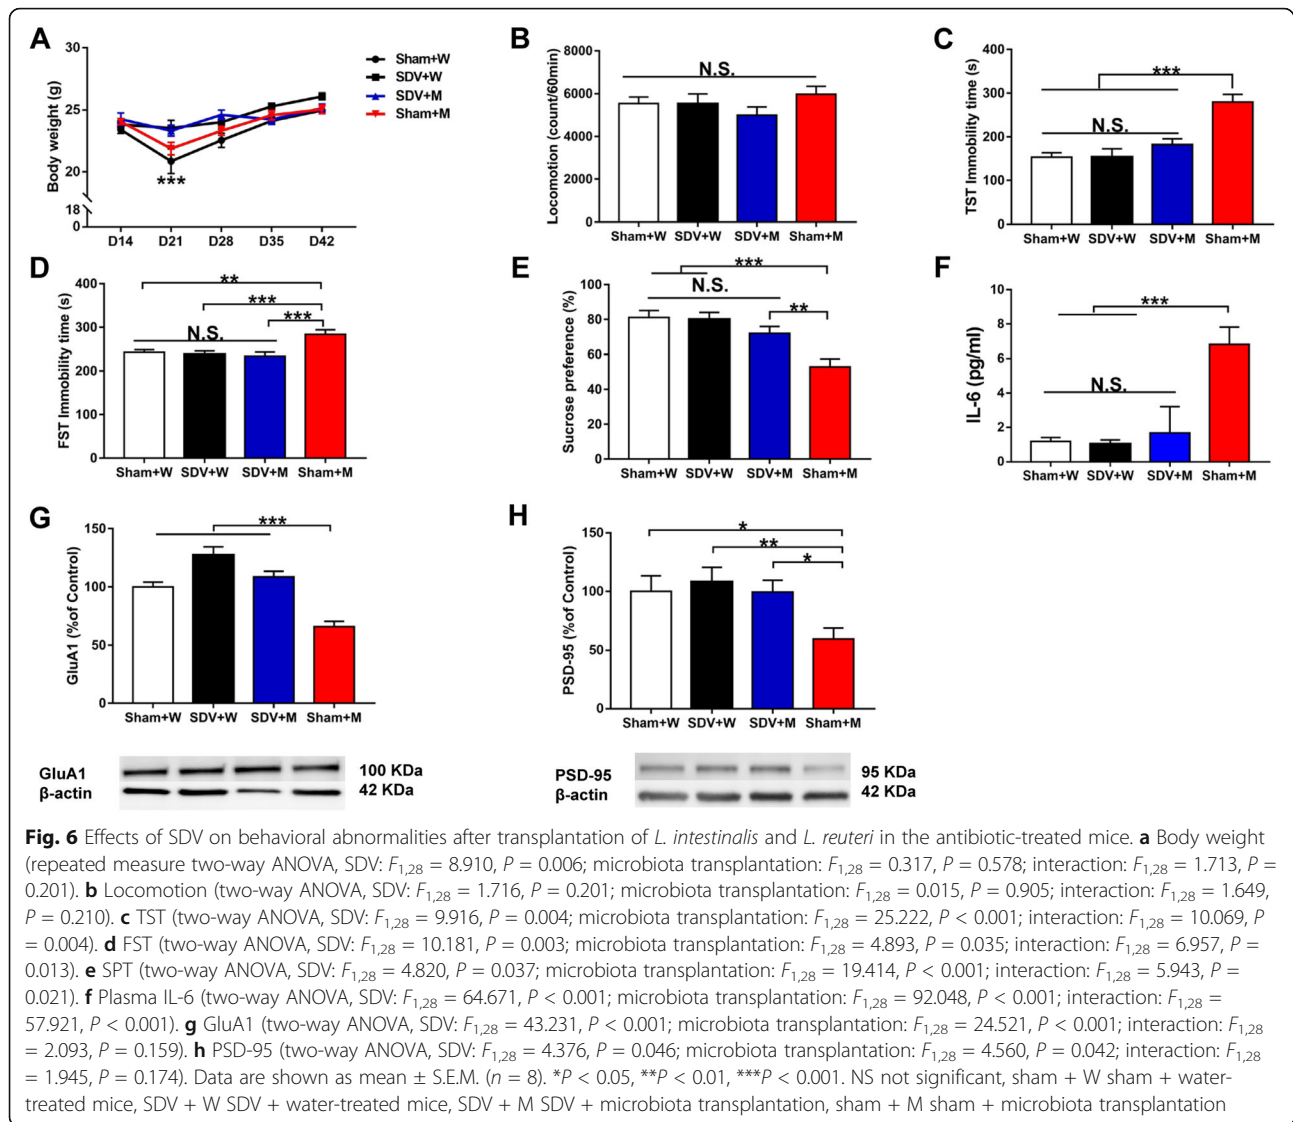 A
30
25
20
18
0
Body weight (g)
***
D14 D21 D28 D35 D42
Sham+W
SDV+W
SDV+M
Sham+M
B
8000
6000
4000
2000
0
Locomotion (count/60min)
N.S.
Sham+W SDV+W SDV+M Sham+M
C
400
300
200
100
0
TST Immobility time (s)
***
N.S.
Sham+W SDV+W SDV+M Sham+M
D
400
300
200
100
0
FST Immobility time (s)
**
***
***
N.S.
Sham+W SDV+W SDV+M Sham+M
E
100
80
60
40
20
0
Sucrose preference (%)
***
N.S.
**
Sham+W SDV+W SDV+M Sham+M
F
10
8
6
4
2
0
IL-6 (pg/ml)
***
N.S.
Sham+W SDV+W SDV+M Sham+M
G
150
100
50
0
GluA1 (%of Control)
***
Sham+W SDV+W SDV+M Sham+M
GluA1 100 KDa
β-actin 42 KDa
H
150
100
50
0
PSD-95 (%of Control)
*
**
*
Sham+W SDV+W SDV+M Sham+M
PSD-95 95 KDa
β-actin 42 KDa
Fig. 6 Effects of SDV on behavioral abnormalities after transplantation of L. intestinalis and L. reuteri in the antibiotic-treated mice. a Body weight
(repeated measure two-way ANOVA, SDV: F1,28 = 8.910, P = 0.006; microbiota transplantation: F1,28 = 0.317, P = 0.578; interaction: F1,28 = 1.713, P =
0.201). b Locomotion (two-way ANOVA, SDV: F1,28 = 1.716, P = 0.201; microbiota transplantation: F1,28 = 0.015, P = 0.905; interaction: F1,28 = 1.649,
P = 0.210). c TST (two-way ANOVA, SDV: F1,28 = 9.916, P = 0.004; microbiota transplantation: F1,28 = 25.222, P < 0.001; interaction: F1,28 = 10.069, P
= 0.004). d FST (two-way ANOVA, SDV: F1,28 = 10.181, P = 0.003; microbiota transplantation: F1,28 = 4.893, P = 0.035; interaction: F1,28 = 6.957, P =
0.013). e SPT (two-way ANOVA, SDV: F1,28 = 4.820, P = 0.037; microbiota transplantation: F1,28 = 19.414, P < 0.001; interaction: F1,28 = 5.943, P =
0.021). f Plasma IL-6 (two-way ANOVA, SDV: F1,28 = 64.671, P < 0.001; microbiota transplantation: F1,28 = 92.048, P < 0.001; interaction: F1,28 =
57.921, P < 0.001). g GluA1 (two-way ANOVA, SDV: F1,28 = 43.231, P < 0.001; microbiota transplantation: F1,28 = 24.521, P < 0.001; interaction: F1,28
= 2.093, P = 0.159). h PSD-95 (two-way ANOVA, SDV: F1,28 = 4.376, P = 0.046; microbiota transplantation: F1,28 = 4.560, P = 0.042; interaction: F1,28
= 1.945, P = 0.174). Data are shown as mean ± S.E.M. (n = 8). *P < 0.05, **P < 0.01, ***P < 0.001. NS not significant, sham + W sham + water-
treated mice, SDV + W SDV + water-treated mice, SDV + M SDV + microbiota transplantation, sham + M sham + microbiota transplantation